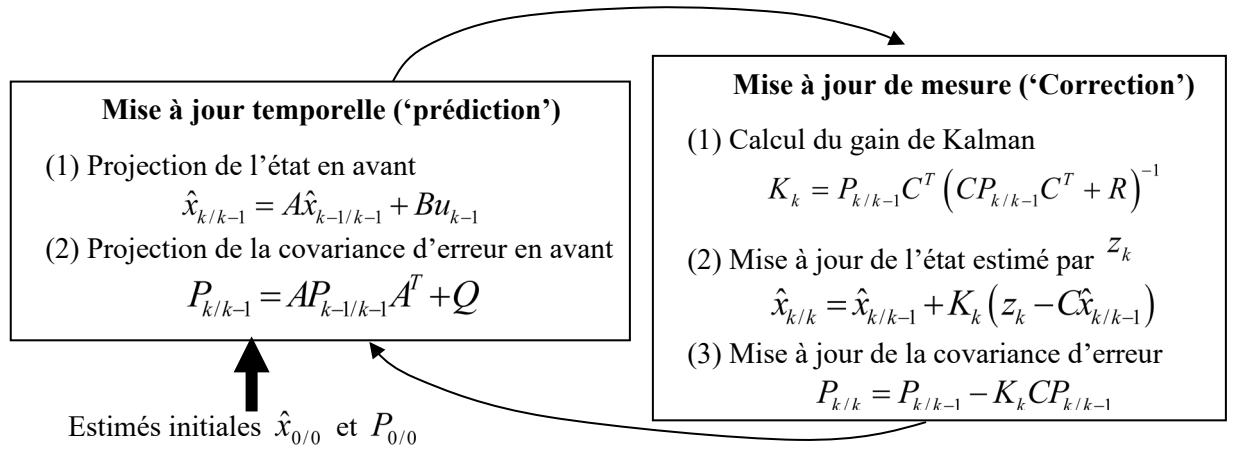 Mise à jour temporelle (‘prédiction’)
(1) Projection de l’état en avant
x̂_{k/k−1} = Ax̂_{k−1/k−1} + Bu_{k−1}
(2) Projection de la covariance d’erreur en avant
P_{k/k−1} = AP_{k−1/k−1}A^T + Q
Estimés initiales x̂_{0/0} et P_{0/0}
Mise à jour de mesure (‘Correction’)
(1) Calcul du gain de Kalman
K_k = P_{k/k−1}C^T (CP_{k/k−1}C^T + R)^{−1}
(2) Mise à jour de l’état estimé par z_k
x̂_{k/k} = x̂_{k/k−1} + K_k (z_k − Cx̂_{k/k−1})
(3) Mise à jour de la covariance d’erreur
P_{k/k} = P_{k/k−1} − K_k CP_{k/k−1}